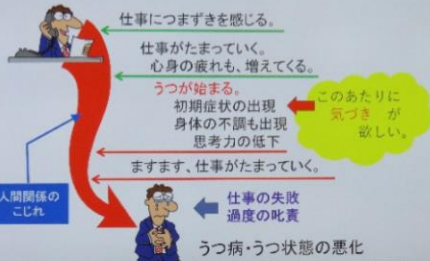 仕事につまずきを感じる。
仕事がたまっていく。
心身の疲れも、増えてくる。
うつが始まる。
初期症状の出現
身体の不調も出現
思考力の低下
このあたりに
気づき が
欲しい。
ますます、仕事がたまっていく。
人間関係の
こじれ
仕事の失敗
過度の叱責
うつ病・うつ状態の悪化